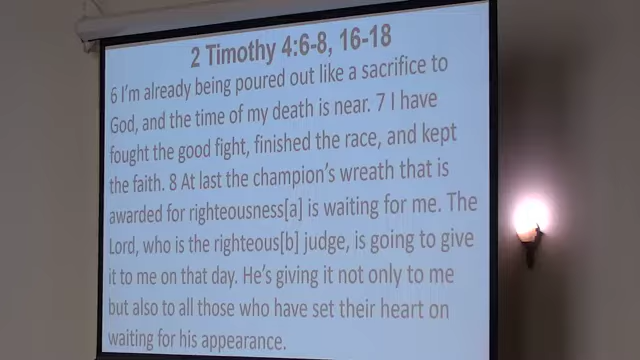 2 Timothy 4:6-8, 16-18
6 I’m already being poured out like a sacrifice to
God, and the time of my death is near. 7 I have
fought the good fight, finished the race, and kept
the faith. 8 At last the champion’s wreath that is
awarded for righteousness[a] is waiting for me. The
Lord, who is the righteous[b] judge, is going to give
it to me on that day. He’s giving it not only to me
but also to all those who have set their heart on
waiting for his appearance.